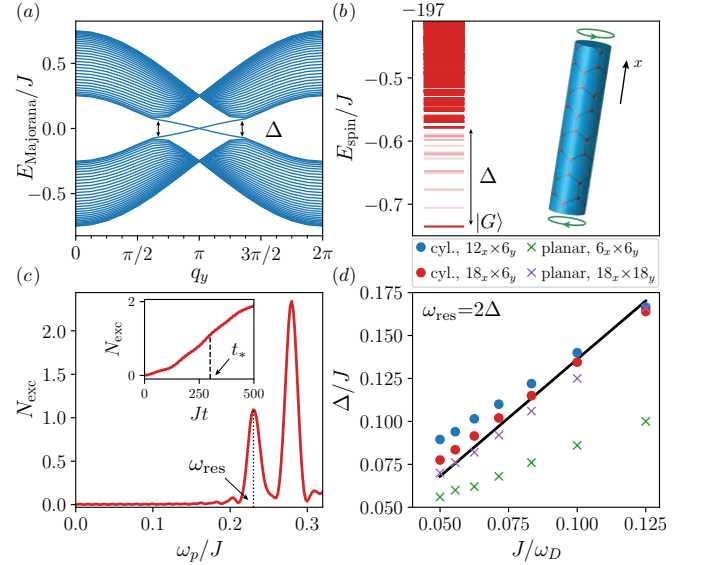 (a)
E_Majorana/J
0.5
0.0
−0.5
Δ
0
π/2
π
3π/2
2π
q_y
(b)
−197
E_spin/J
−0.5
−0.6
−0.7
Δ
|G⟩
x
cyl., 12_x×6_y
planar, 6_x×6_y
cyl., 18_x×6_y
planar, 18_x×18_y
(c)
N_exc
2.0
1.5
1.0
0.5
0.0
0.0
0.1
0.2
0.3
ω_p/J
ω_res
N_exc
2
0
0
250
500
Jt
t_*
(d)
ω_res=2Δ
Δ/J
0.175
0.150
0.125
0.100
0.075
0.050
0.050
0.075
0.100
0.125
J/ω_D